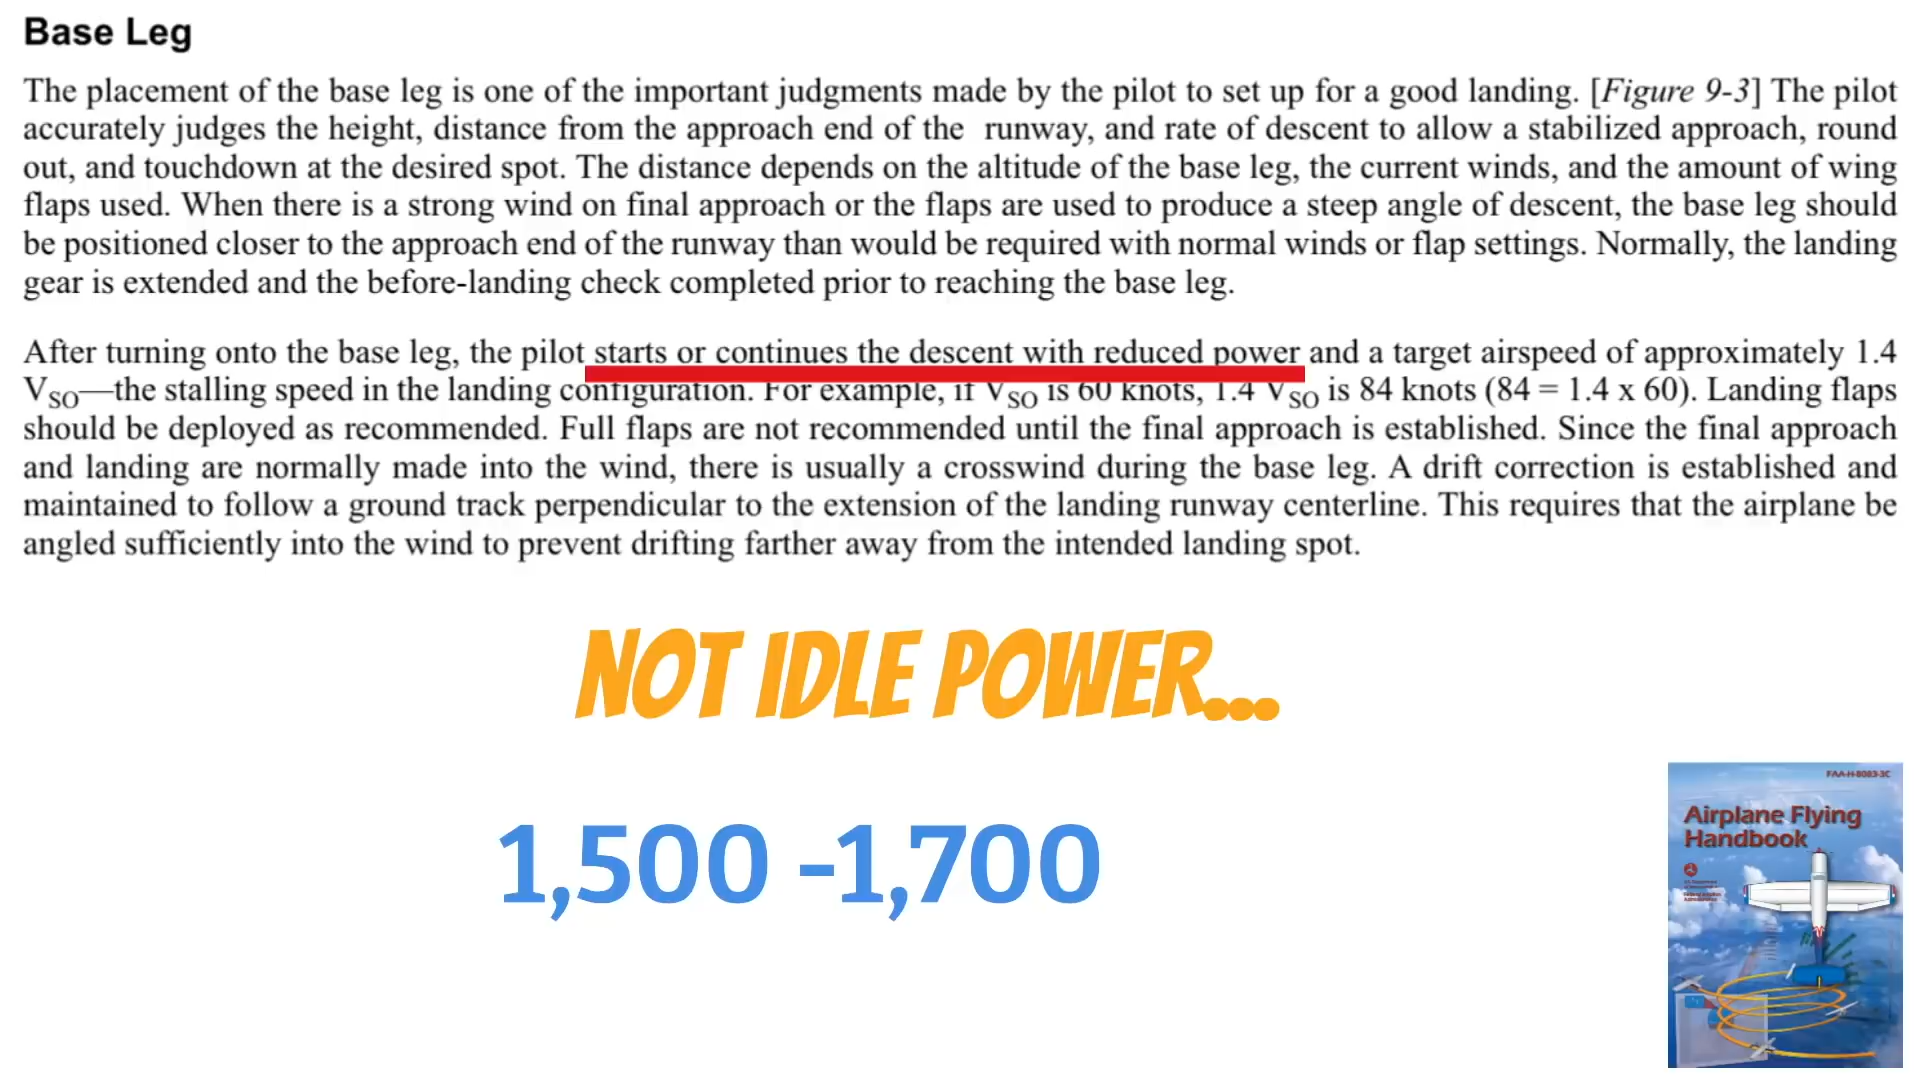 Base Leg
The placement of the base leg is one of the important judgments made by the pilot to set up for a good landing. [Figure 9-3] The pilot
accurately judges the height, distance from the approach end of the runway, and rate of descent to allow a stabilized approach, round
out, and touchdown at the desired spot. The distance depends on the altitude of the base leg, the current winds, and the amount of wing
flaps used. When there is a strong wind on final approach or the flaps are used to produce a steep angle of descent, the base leg should
be positioned closer to the approach end of the runway than would be required with normal winds or flap settings. Normally, the landing
gear is extended and the before-landing check completed prior to reaching the base leg.
After turning onto the base leg, the pilot starts or continues the descent with reduced power and a target airspeed of approximately 1.4
VSO—the stalling speed in the landing configuration. For example, if VSO is 60 knots, 1.4 VSO is 84 knots (84 = 1.4 x 60). Landing flaps
should be deployed as recommended. Full flaps are not recommended until the final approach is established. Since the final approach
and landing are normally made into the wind, there is usually a crosswind during the base leg. A drift correction is established and
maintained to follow a ground track perpendicular to the extension of the landing runway centerline. This requires that the airplane be
angled sufficiently into the wind to prevent drifting farther away from the intended landing spot.
NOT IDLE POWER...
1,500 -1,700
FAA-H-8083-3C
Airplane Flying
Handbook